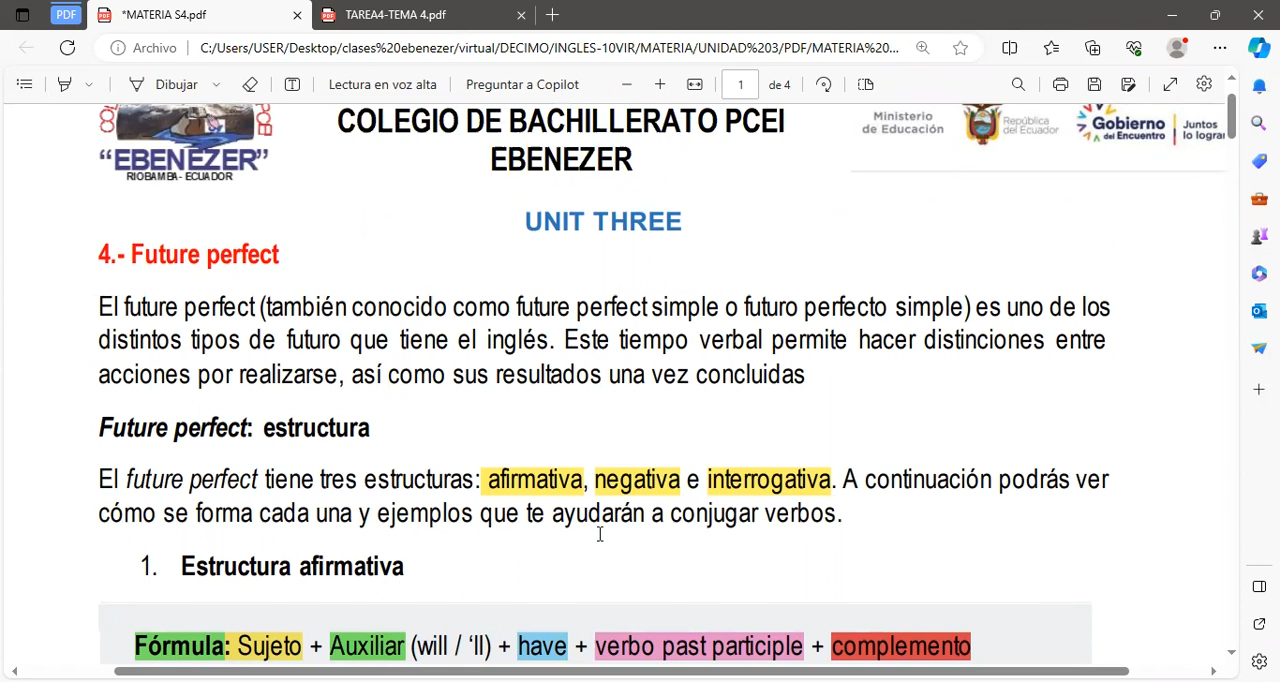 PDF *MATERIA S4.pdf TAREA4-TEMA 4.pdf
Archivo C:/Users/USER/Desktop/clases%20ebenezer/virtual/DECIMO/INGLES-10VIR/MATERIA/UNIDAD%203/PDF/MATERIA%20...
Dibujar Lectura en voz alta Preguntar a Copilot 1 de 4
COLEGIO DE BACHILLERATO PCEI
EBENEZER
"EBENEZER"
RIOBAMBA - ECUADOR
Ministerio
de Educación
República
del Ecuador
Gobierno
del Encuentro
Juntos
lo logra
UNIT THREE
4.- Future perfect
El future perfect (también conocido como future perfect simple o futuro perfecto simple) es uno de los
distintos tipos de futuro que tiene el inglés. Este tiempo verbal permite hacer distinciones entre
acciones por realizarse, así como sus resultados una vez concluidas
Future perfect: estructura
El future perfect tiene tres estructuras: afirmativa, negativa e interrogativa. A continuación podrás ver
cómo se forma cada una y ejemplos que te ayudarán a conjugar verbos.
1. Estructura afirmativa
Fórmula: Sujeto + Auxiliar (will / ‘ll) + have + verbo past participle + complemento